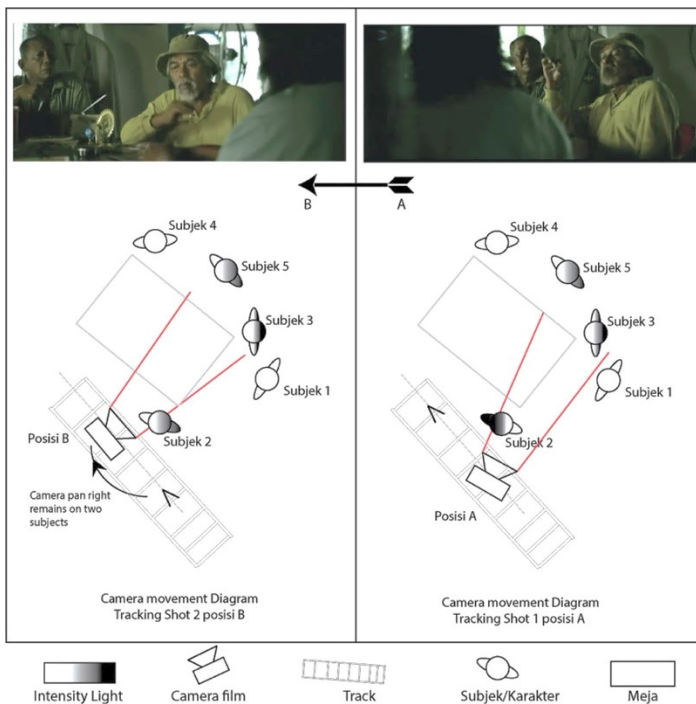 B
A
Subjek 4
Subjek 5
Subjek 3
Subjek 1
Subjek 2
Posisi B
Camera pan right
remains on two
subjects
Camera movement Diagram
Tracking Shot 2 posisi B
Subjek 4
Subjek 5
Subjek 3
Subjek 1
Subjek 2
Posisi A
Camera movement Diagram
Tracking Shot 1 posisi A
Intensity Light
Camera film
Track
Subjek/Karakter
Meja